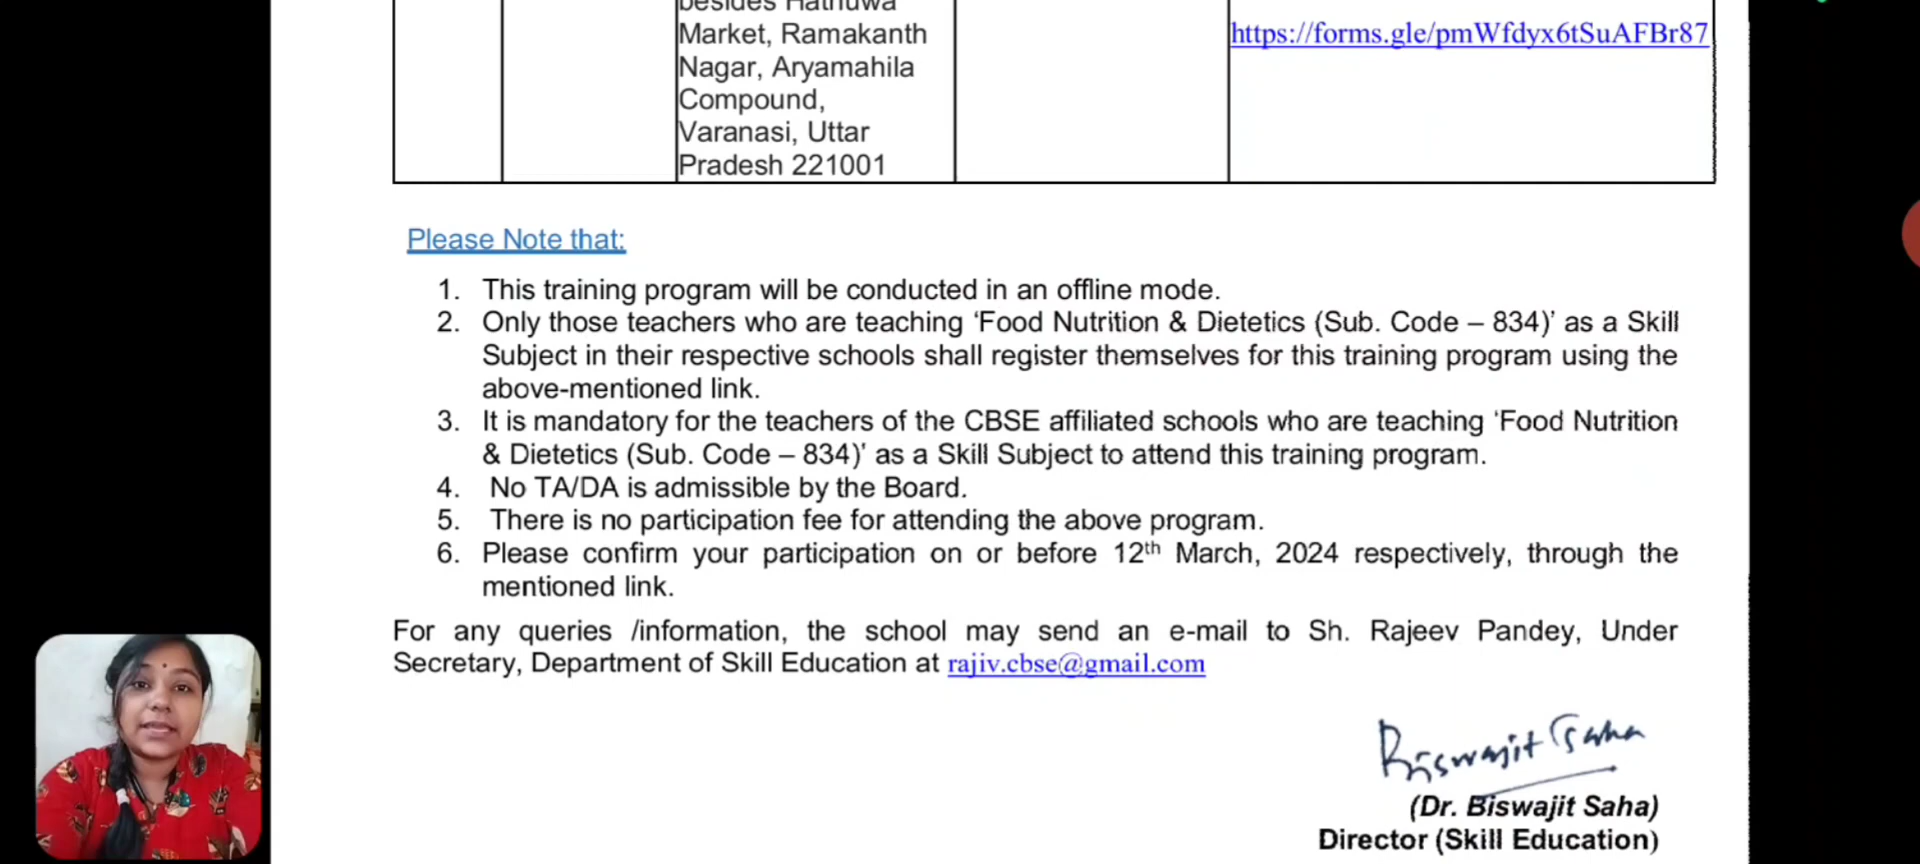 besides Hathuwa
Market, Ramakanth
Nagar, Aryamahila
Compound,
Varanasi, Uttar
Pradesh 221001
https://forms.gle/pmWfdyx6tSuAFBr87
Please Note that:
1. This training program will be conducted in an offline mode.
2. Only those teachers who are teaching ‘Food Nutrition & Dietetics (Sub. Code – 834)’ as a Skill
Subject in their respective schools shall register themselves for this training program using the
above-mentioned link.
3. It is mandatory for the teachers of the CBSE affiliated schools who are teaching ‘Food Nutrition
& Dietetics (Sub. Code – 834)’ as a Skill Subject to attend this training program.
4. No TA/DA is admissible by the Board.
5. There is no participation fee for attending the above program.
6. Please confirm your participation on or before 12th March, 2024 respectively, through the
mentioned link.
For any queries /information, the school may send an e-mail to Sh. Rajeev Pandey, Under
Secretary, Department of Skill Education at rajiv.cbse@gmail.com
Biswajit Saha
(Dr. Biswajit Saha)
Director (Skill Education)